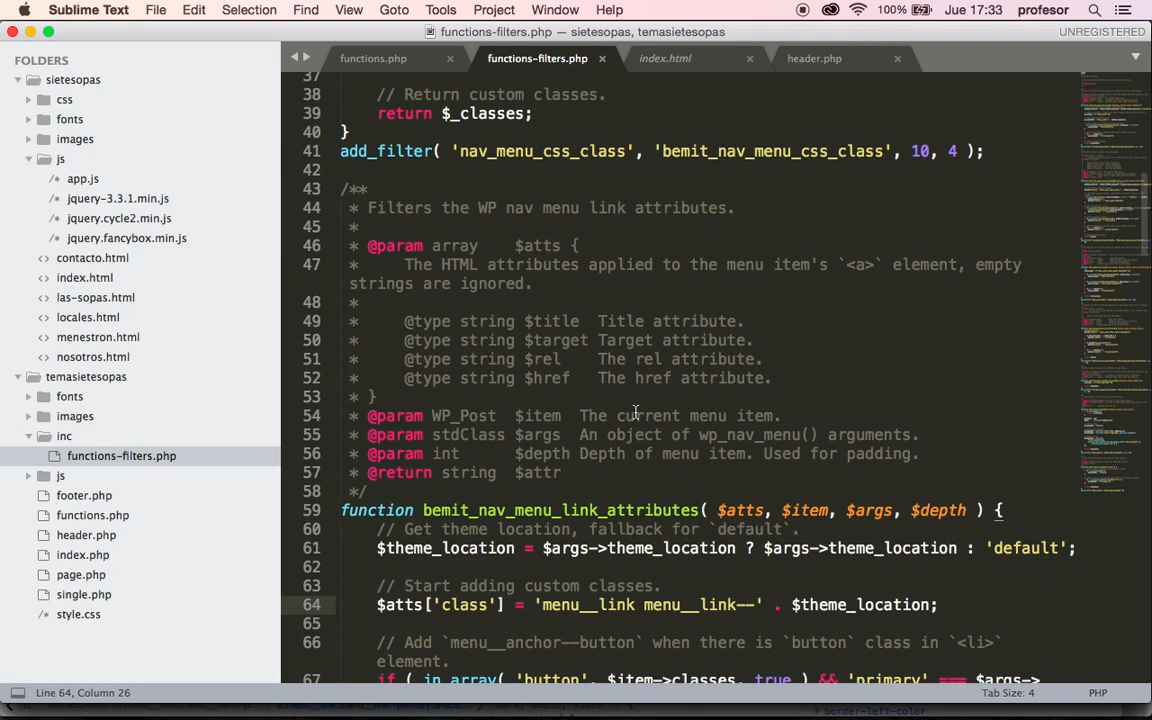 Sublime Text File Edit Selection Find View Goto Tools Project Window Help 100% Jue 17:33 profesor
functions-filters.php — sietesopas, temasietesopas UNREGISTERED
FOLDERS
sietesopas
css
fonts
images
js
/* app.js
/* jquery-3.3.1.min.js
/* jquery.cycle2.min.js
/* jquery.fancybox.min.js
<> contacto.html
<> index.html
<> las-sopas.html
<> locales.html
<> menestron.html
<> nosotros.html
temasietesopas
fonts
images
inc
functions-filters.php
js
footer.php
functions.php
header.php
index.php
page.php
single.php
style.css
functions.php × functions-filters.php × index.html × header.php ×
37
38 // Return custom classes.
39 return $_classes;
40 }
41 add_filter( 'nav_menu_css_class', 'bemit_nav_menu_css_class', 10, 4 );
42
43 /**
44 * Filters the WP nav menu link attributes.
45 *
46 * @param array $atts {
47 * The HTML attributes applied to the menu item's `<a>` element, empty
strings are ignored.
48 *
49 * @type string $title Title attribute.
50 * @type string $target Target attribute.
51 * @type string $rel The rel attribute.
52 * @type string $href The href attribute.
53 * }
54 * @param WP_Post $item The current menu item.
55 * @param stdClass $args An object of wp_nav_menu() arguments.
56 * @param int $depth Depth of menu item. Used for padding.
57 * @return string $attr
58 */
59 function bemit_nav_menu_link_attributes( $atts, $item, $args, $depth ) {
60 // Get theme location, fallback for `default`.
61 $theme_location = $args->theme_location ? $args->theme_location : 'default';
62
63 // Start adding custom classes.
64 $atts['class'] = 'menu__link menu__link--' . $theme_location;
65
66 // Add `menu__anchor--button` when there is `button` class in `<li>`
element.
67 if ( in_array( 'button', $item->classes, true ) && 'primary' === $args->
Line 64, Column 26 Tab Size: 4 PHP
border-left-color